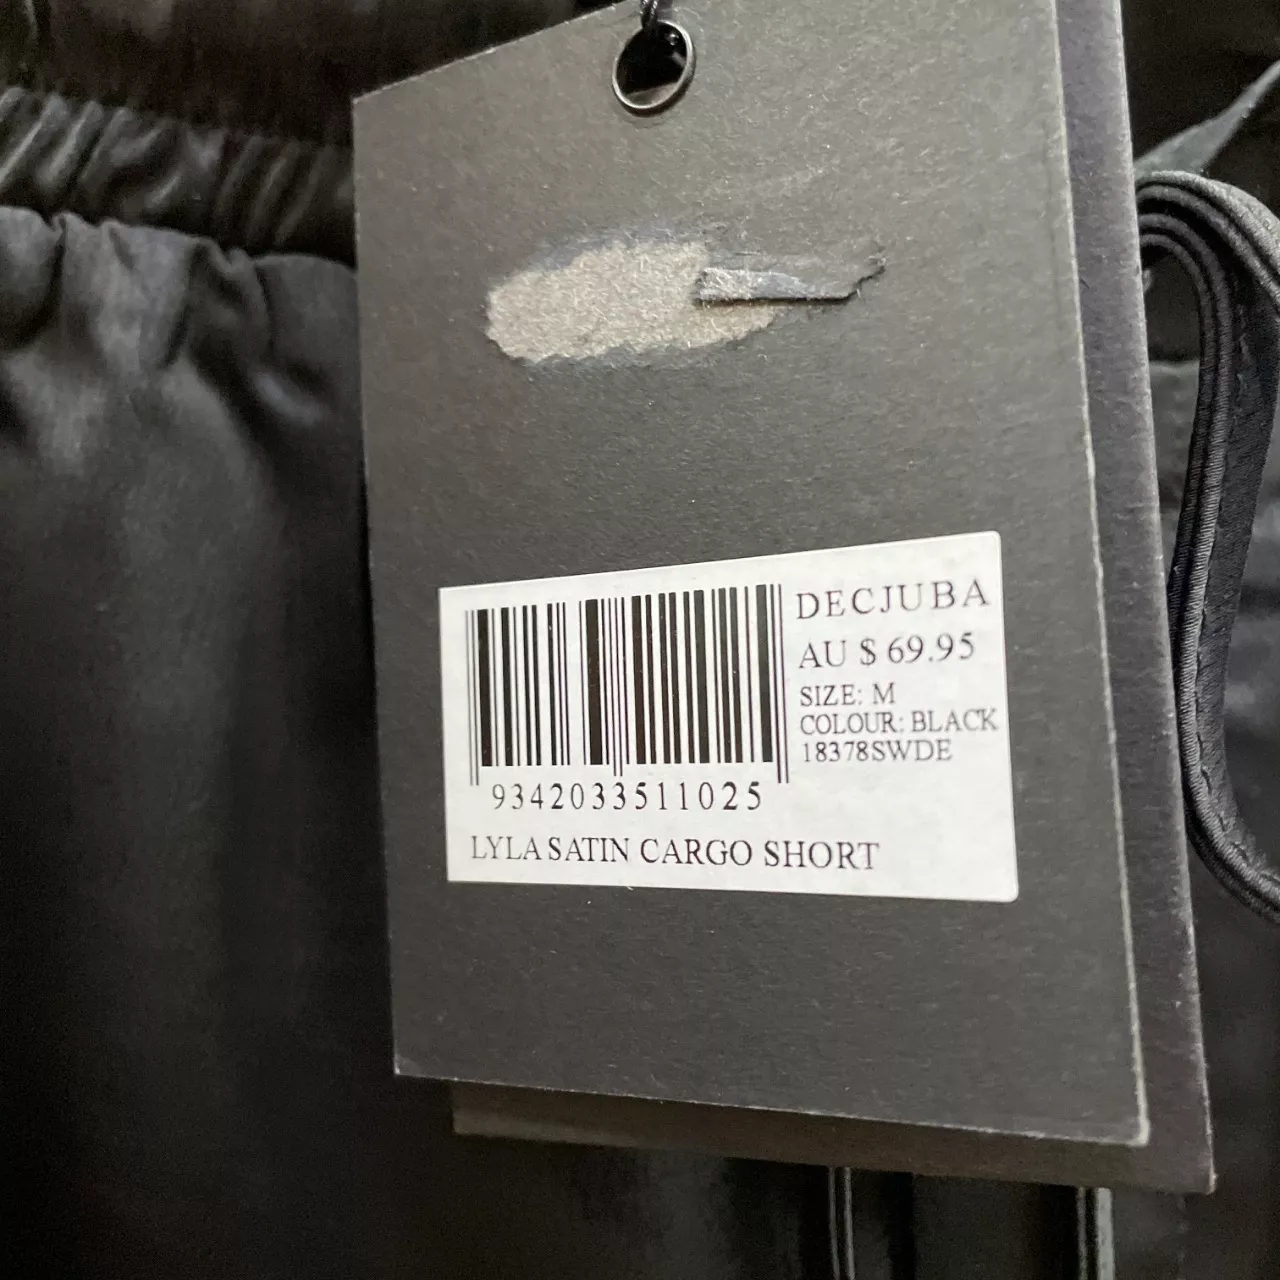 DECJUBA
AU $ 69.95
SIZE: M
COLOUR: BLACK
18378SWDE
9342033511025
LYLA SATIN CARGO SHORT